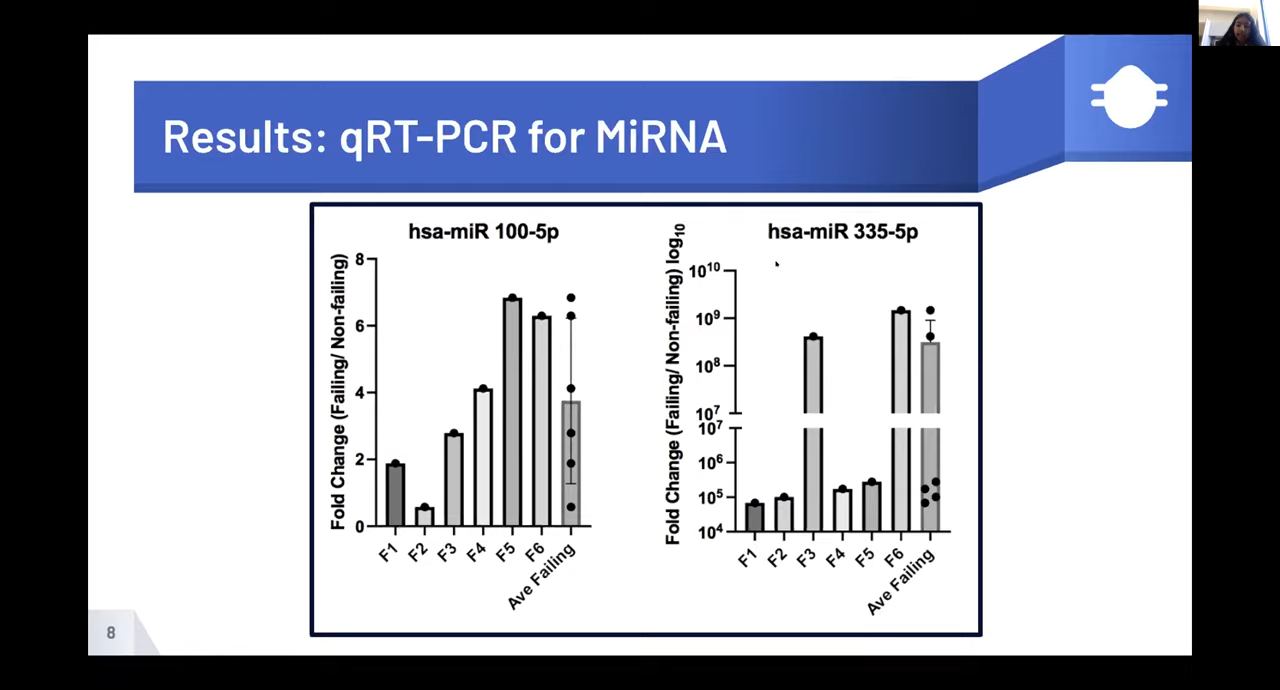 Results: qRT-PCR for MiRNA
hsa-miR 100-5p
Fold Change (Failing/ Non-failing)
8
6
4
2
0
F1
F2
F3
F4
F5
F6
Ave Failing
hsa-miR 335-5p
Fold Change (Failing/ Non-failing) log₁₀
10¹⁰
10⁹
10⁸
10⁷
10⁷
10⁶
10⁵
10⁴
F1
F2
F3
F4
F5
F6
Ave Failing
8